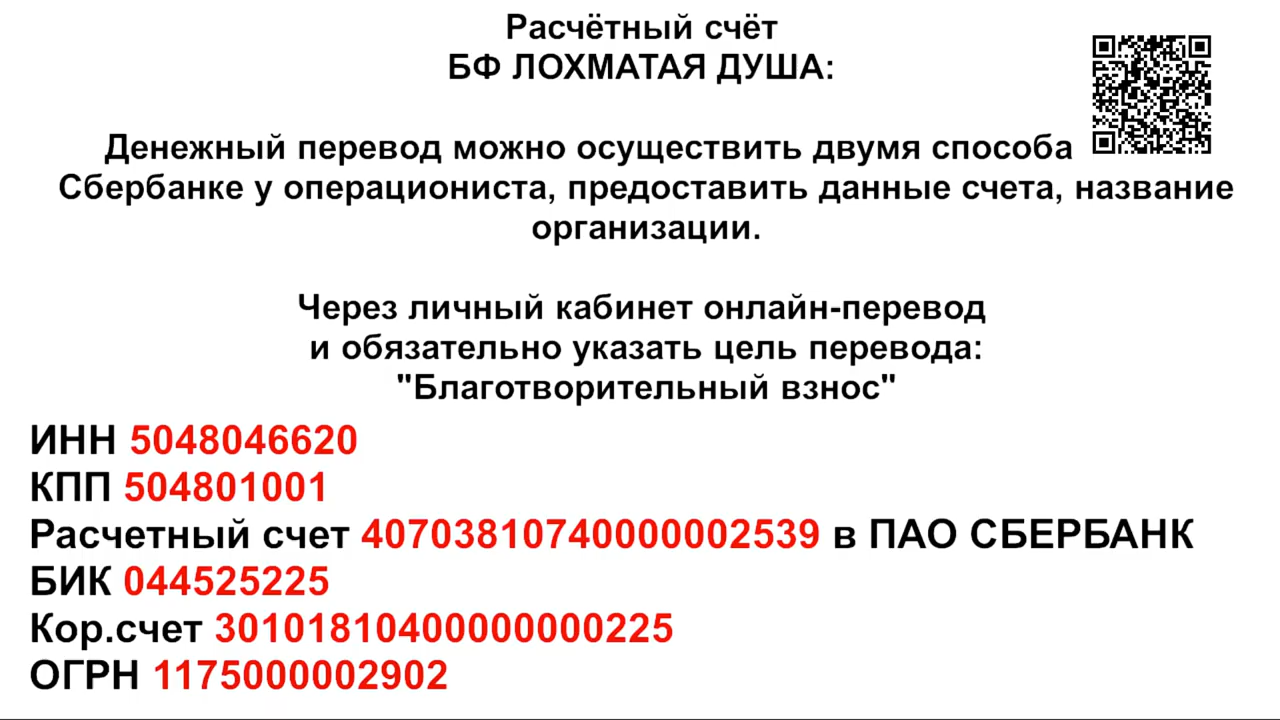 Расчётный счёт
БФ ЛОХМАТАЯ ДУША:
Денежный перевод можно осуществить двумя способа
Сбербанке у операциониста, предоставить данные счета, название
организации.
Через личный кабинет онлайн-перевод
и обязательно указать цель перевода:
"Благотворительный взнос"
ИНН 5048046620
КПП 504801001
Расчетный счет 40703810740000002539 в ПАО СБЕРБАНК
БИК 044525225
Кор.счет 30101810400000000225
ОГРН 1175000002902